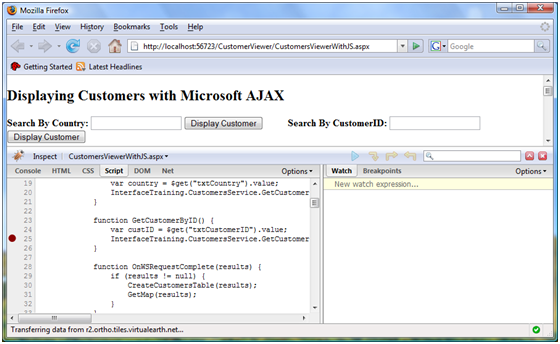 Mozilla Firefox
File Edit View History Bookmarks Tools Help
http://localhost:56723/CustomerViewer/CustomersViewerWithJS.aspx
Google
Getting Started Latest Headlines
Displaying Customers with Microsoft AJAX
Search By Country: Display Customer Search By CustomerID:
Display Customer
Inspect CustomersViewerWithJS.aspx
Console HTML CSS Script DOM Net Options
Watch Breakpoints Options
New watch expression...
19 var country = $get("txtCountry").value;
20 InterfaceTraining.CustomersService.GetCustomer
21 }
22
23 function GetCustomerByID() {
24 var custID = $get("txtCustomerID").value;
25 InterfaceTraining.CustomersService.GetCustomer
26 }
27
28 function OnWSRequestComplete(results) {
29 if (results != null) {
30 CreateCustomersTable(results);
31 GetMap(results);
32 }
33 }
Transferring data from r2.ortho.tiles.virtualearth.net...